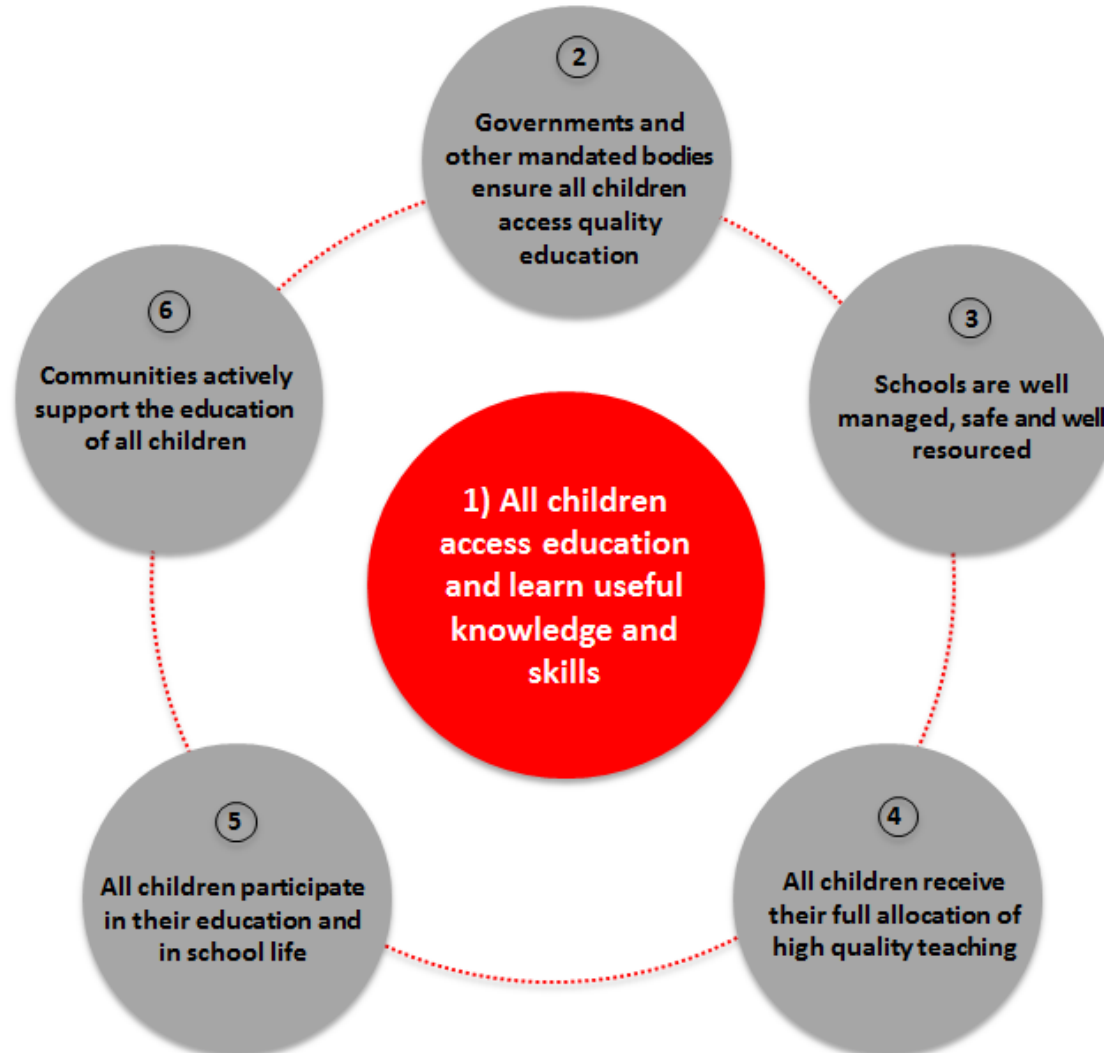 1) All children
access education
and learn useful
knowledge and
skills
2
Governments and
other mandated bodies
ensure all children
access quality
education
3
Schools are well
managed, safe and well
resourced
4
All children receive
their full allocation of
high quality teaching
5
All children participate
in their education and
in school life
6
Communities actively
support the education
of all children